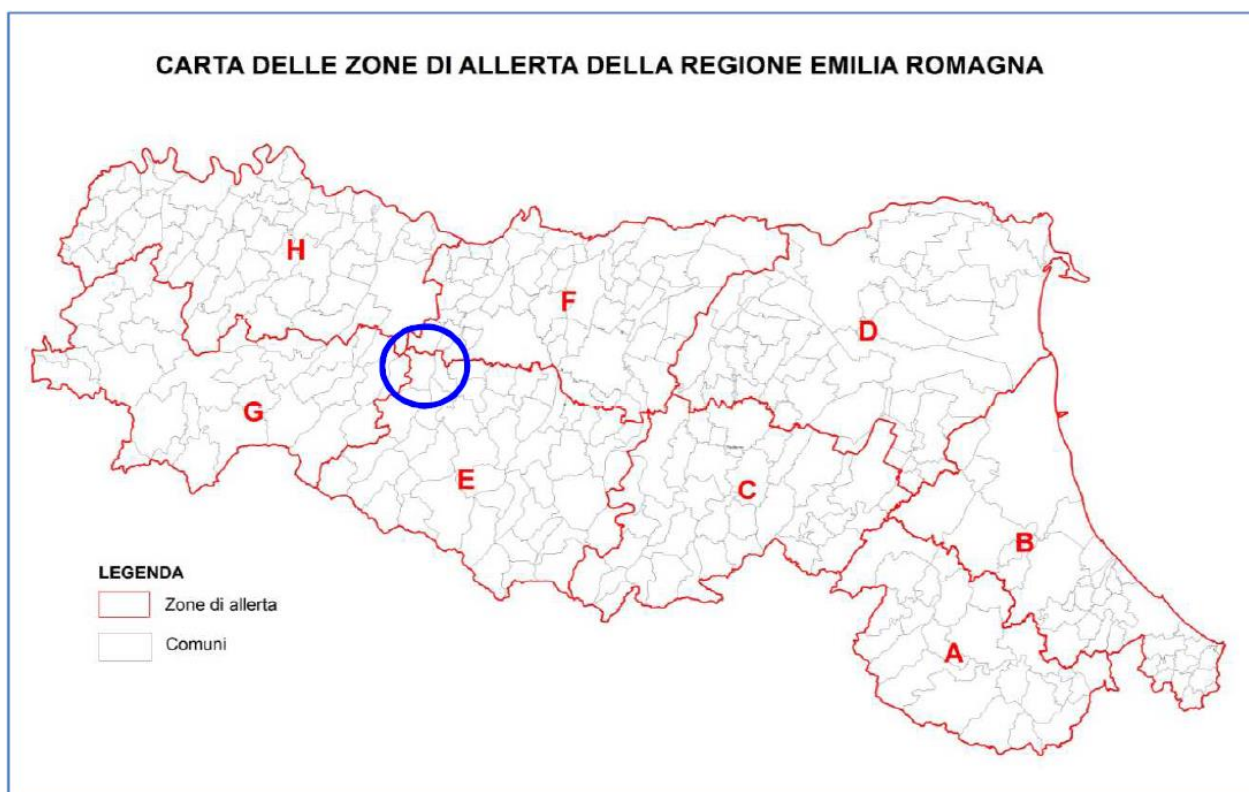 CARTA DELLE ZONE DI ALLERTA DELLA REGIONE EMILIA ROMAGNA
H
F
D
G
E
C
B
A
LEGENDA
Zone di allerta
Comuni